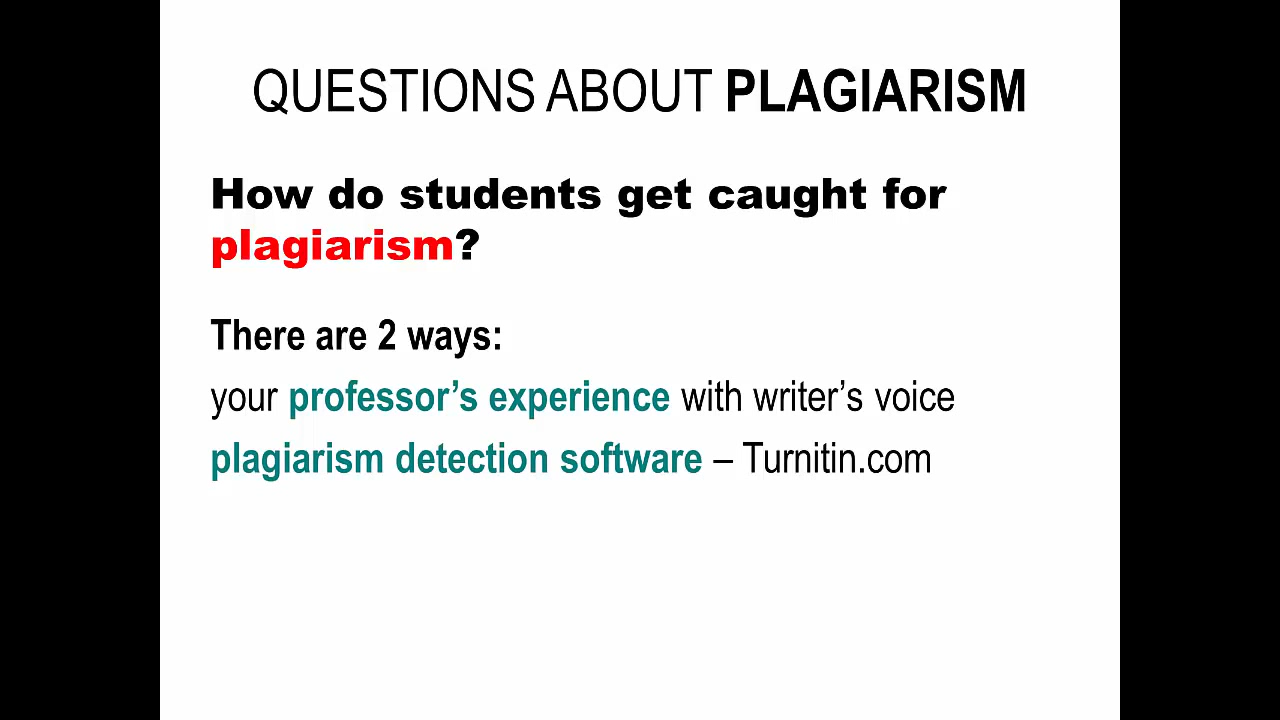 QUESTIONS ABOUT PLAGIARISM
How do students get caught for
plagiarism?
There are 2 ways:
your professor’s experience with writer’s voice
plagiarism detection software – Turnitin.com